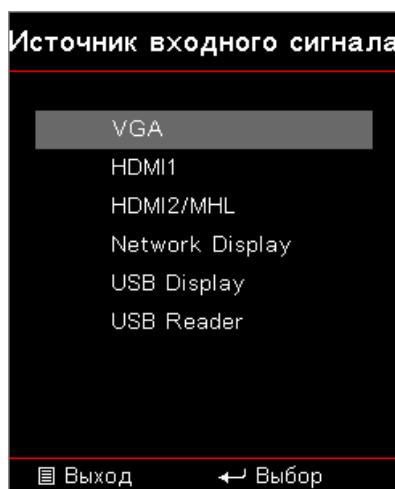 Источник входного сигнала
VGA
HDMI1
HDMI2/MHL
Network Display
USB Display
USB Reader
Выход Выбор